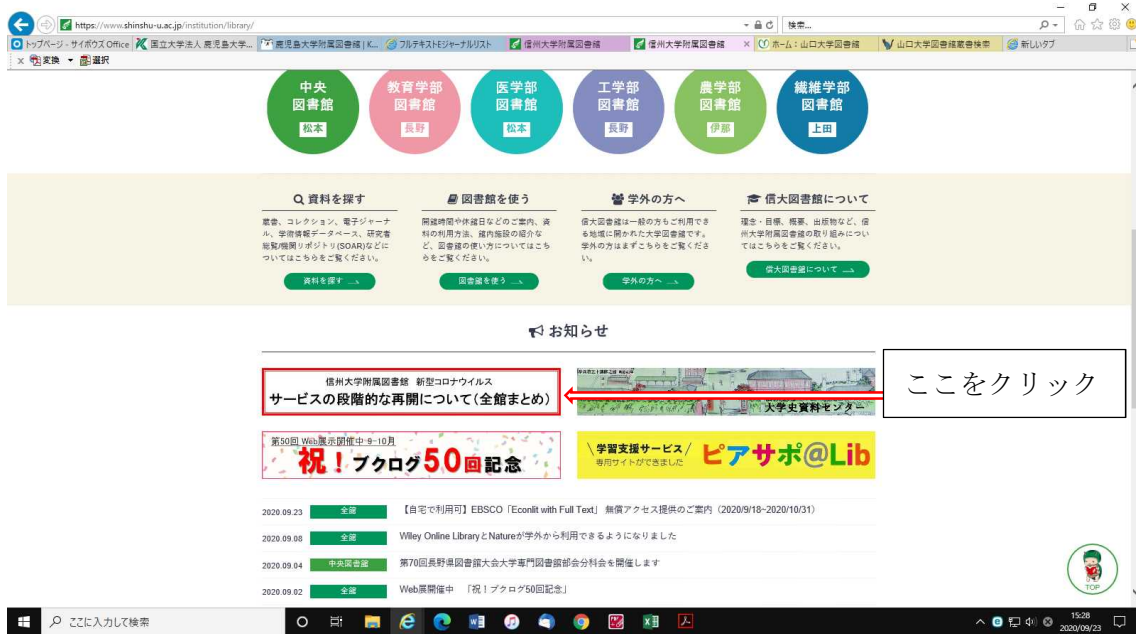 https://www.shinshu-u.ac.jp/institution/library/
検索...
トップページ - サイボウズ Office
国立大学法人 鹿児島大学...
鹿児島大学附属図書館 | K...
フルテキストEジャーナルリスト
信州大学附属図書館
信州大学附属図書館
ホーム：山口大学図書館
山口大学図書館蔵書検索
新しいタブ
x 変換 ▼ 選択
中央
図書館
松本
教育学部
図書館
長野
医学部
図書館
松本
工学部
図書館
長野
農学部
図書館
伊那
繊維学部
図書館
上田
資料を探す
蔵書、コレクション、電子ジャーナ
ル、学術情報データベース、研究者
総覧/機関リポジトリ(SOAR)などに
ついてはこちらをご覧ください。
資料を探す
図書館を使う
開館時間や休館日などのご案内、資
料の利用方法、館内施設の紹介な
ど、図書館の使い方についてはこち
らをご覧ください。
図書館を使う
学外の方へ
信大図書館は一般の方もご利用でき
る地域に開かれた大学図書館です。
学外の方はまずこちらをご覧くださ
い。
学外の方へ
信大図書館について
理念・目標、概要、出版物など、信
州大学附属図書館の取り組みについ
てはこちらをご覧ください。
信大図書館について
お知らせ
信州大学附属図書館 新型コロナウイルス
サービスの段階的な再開について(全館まとめ)
大学史資料センター
ここをクリック
第50回 Web展示開催中 9-10月
祝！ブクログ50回記念
\学習支援サービス/
専用サイトができました
ピアサポ@Lib
2020.09.23 全館 【自宅で利用可】EBSCO「Econlit with Full Text」 無償アクセス提供のご案内（2020/9/18~2020/10/31）
2020.09.08 全館 Wiley Online LibraryとNatureが学外から利用できるようになりました
2020.09.04 中央図書館 第70回長野県図書館大会大学専門図書館部会分科会を開催します
2020.09.02 全館 Web展開催中 「祝！ブクログ50回記念」
TOP
ここに入力して検索
15:28
2020/09/23